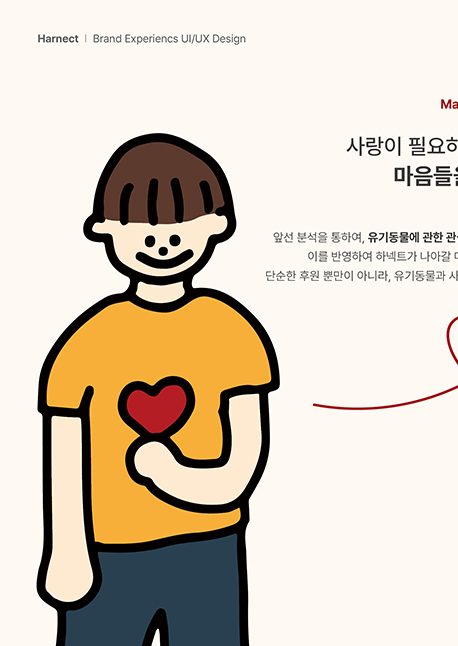 Harnect | Brand Experiencs UI/UX Design
Ma
사랑이 필요하
마음들을
앞선 분석을 통하여, 유기동물에 관한 관
이를 반영하여 하넥트가 나아갈
단순한 후원 뿐만이 아니라, 유기동물과 사